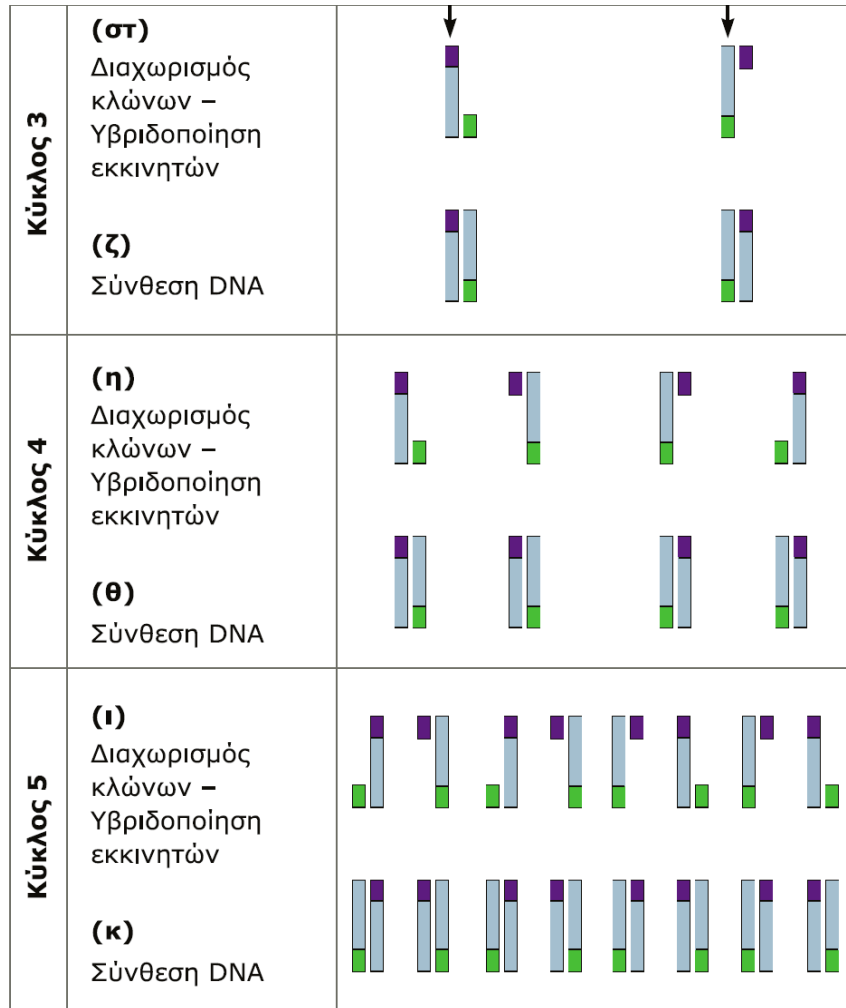 Κύκλος 3
(στ)
Διαχωρισμός
κλώνων –
Υβριδοποίηση
εκκινητών
(ζ)
Σύνθεση DNA
Κύκλος 4
(η)
Διαχωρισμός
κλώνων –
Υβριδοποίηση
εκκινητών
(θ)
Σύνθεση DNA
Κύκλος 5
(ι)
Διαχωρισμός
κλώνων –
Υβριδοποίηση
εκκινητών
(κ)
Σύνθεση DNA